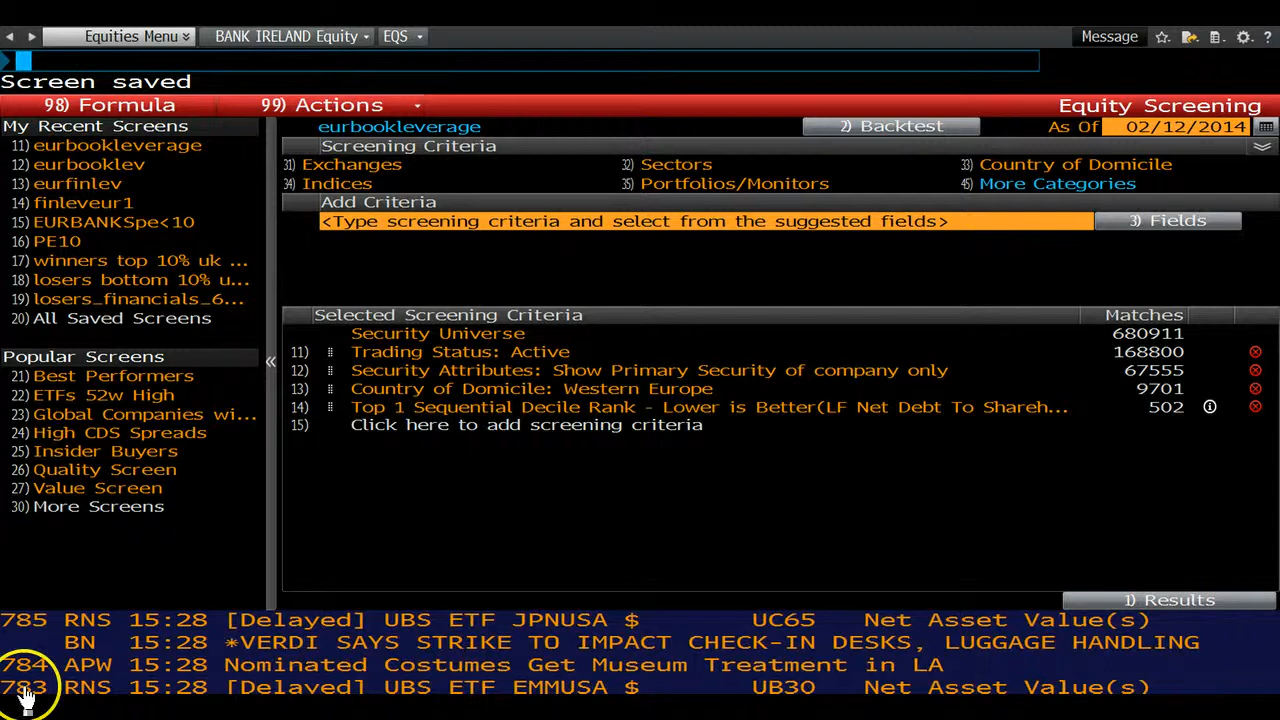 Equities Menu BANK IRELAND Equity EQS Message ?
Screen saved
98) Formula 99) Actions Equity Screening
My Recent Screens
11) eurbookleverage
12) eurbooklev
13) eurfinlev
14) finleveur1
15) EURBANKSpe<10
16) PE10
17) winners top 10% uk ...
18) losers bottom 10% u...
19) losers_financials_6...
20) All Saved Screens
Popular Screens
21) Best Performers
22) ETFs 52w High
23) Global Companies wi...
24) High CDS Spreads
25) Insider Buyers
26) Quality Screen
27) Value Screen
30) More Screens
eurbookleverage 2) Backtest As Of 02/12/2014
Screening Criteria
31) Exchanges 32) Sectors 33) Country of Domicile
34) Indices 35) Portfolios/Monitors 45) More Categories
Add Criteria
<Type screening criteria and select from the suggested fields> 3) Fields
Selected Screening Criteria Matches
Security Universe 680911
11) Trading Status: Active 168800
12) Security Attributes: Show Primary Security of company only 67555
13) Country of Domicile: Western Europe 9701
14) Top 1 Sequential Decile Rank - Lower is Better(LF Net Debt To Shareh... 502
15) Click here to add screening criteria
1) Results
785 RNS 15:28 [Delayed] UBS ETF JPNUSA $ UC65 Net Asset Value(s)
BN 15:28 *VERDI SAYS STRIKE TO IMPACT CHECK-IN DESKS, LUGGAGE HANDLING
784 APW 15:28 Nominated Costumes Get Museum Treatment in LA
783 RNS 15:28 [Delayed] UBS ETF EMMUSA $ UB30 Net Asset Value(s)